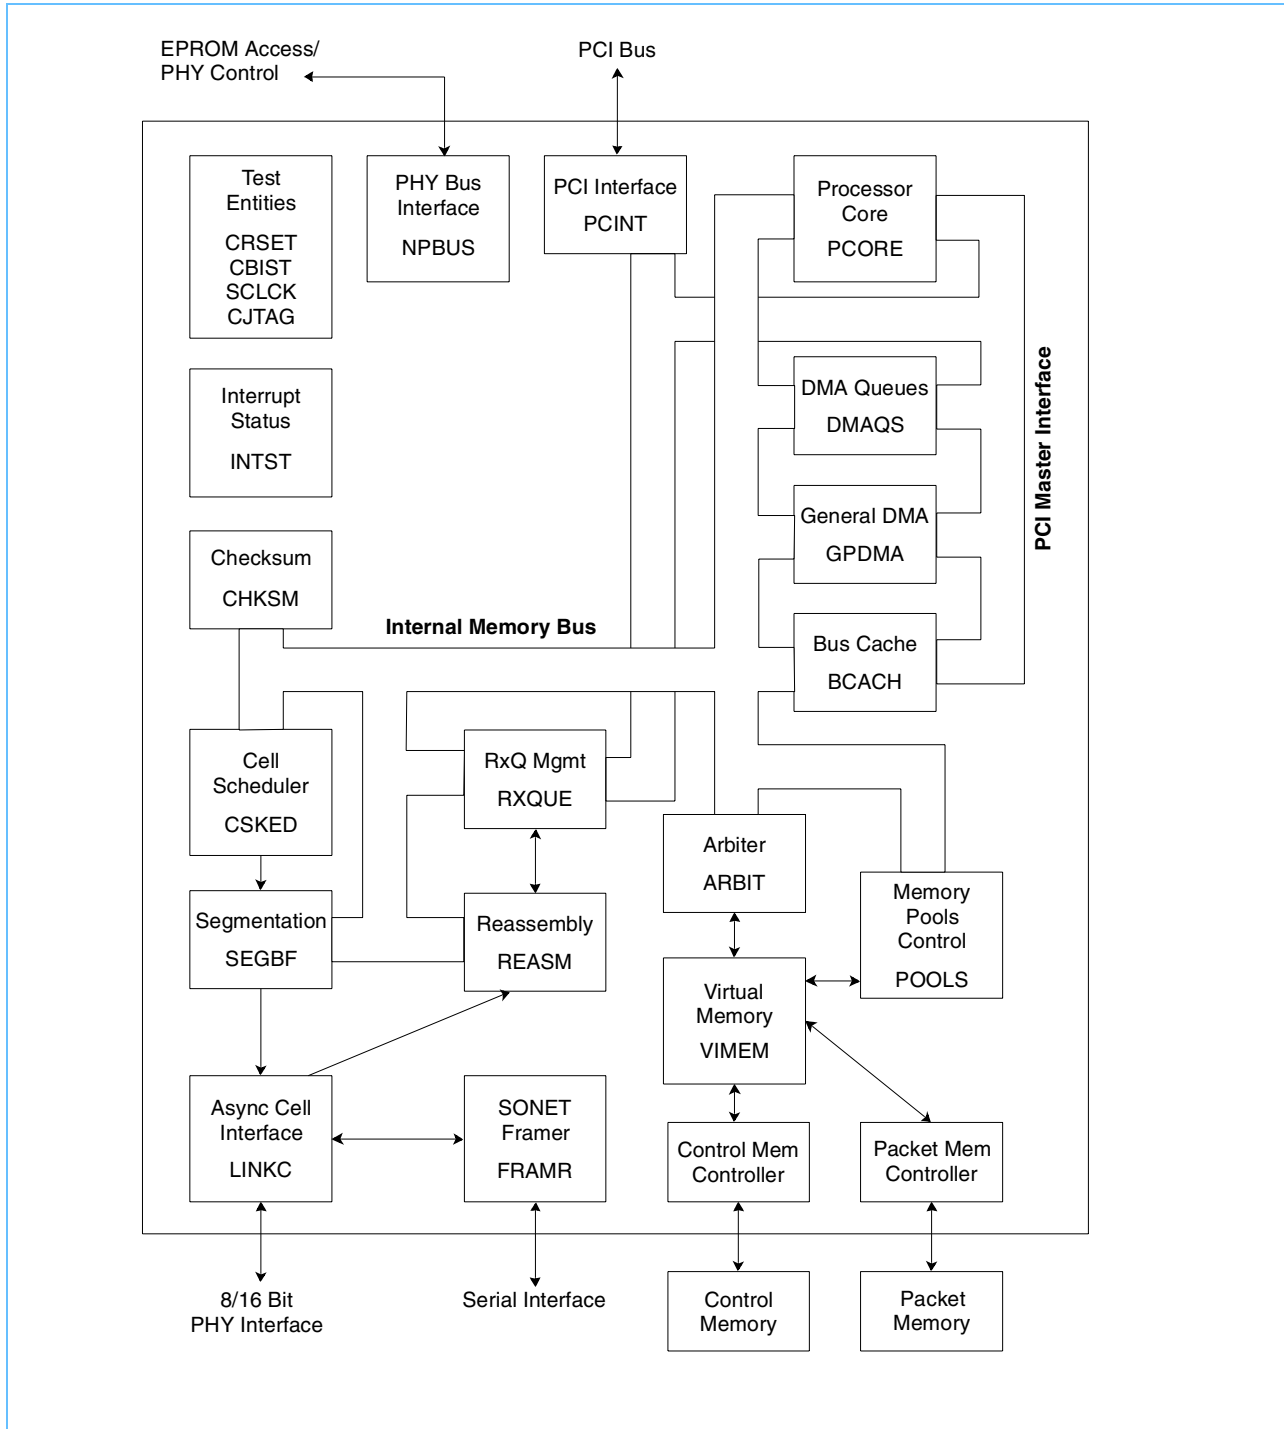 EPROM Access/
PHY Control
PCI Bus
Test
Entities
CRSET
CBIST
SCLCK
CJTAG
PHY Bus
Interface
NPBUS
PCI Interface
PCINT
Processor
Core
PCORE
Interrupt
Status
INTST
DMA Queues
DMAQS
PCI Master Interface
General DMA
GPDMA
Checksum
CHKSM
Internal Memory Bus
Bus Cache
BCACH
Cell
Scheduler
CSKED
RxQ Mgmt
RXQUE
Arbiter
ARBIT
Memory
Pools
Control
POOLS
Segmentation
SEGBF
Reassembly
REASM
Virtual
Memory
VIMEM
Async Cell
Interface
LINKC
SONET
Framer
FRAMR
Control Mem
Controller
Packet Mem
Controller
8/16 Bit
PHY Interface
Serial Interface
Control
Memory
Packet
Memory